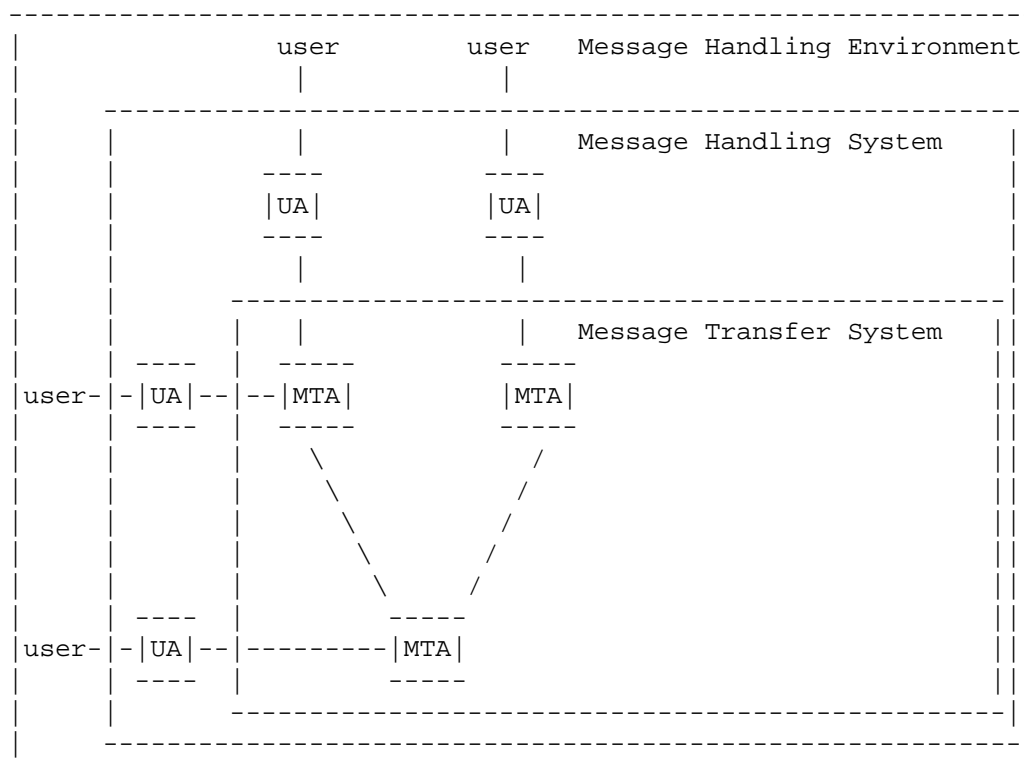 user user Message Handling Environment
Message Handling System
UA UA
Message Transfer System
user UA MTA MTA
user UA MTA